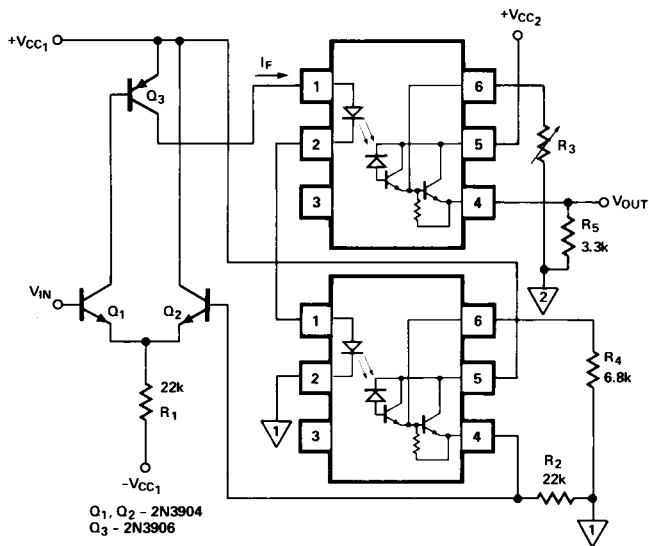 +VCC1
+VCC2
IF
Q3
1
2
3
6
5
4
R3
VOUT
R5
3.3k
2
VIN
Q1
Q2
1
2
3
6
5
4
R4
6.8k
22k
R1
1
R2
22k
1
-VCC1
Q1, Q2 – 2N3904
Q3 – 2N3906